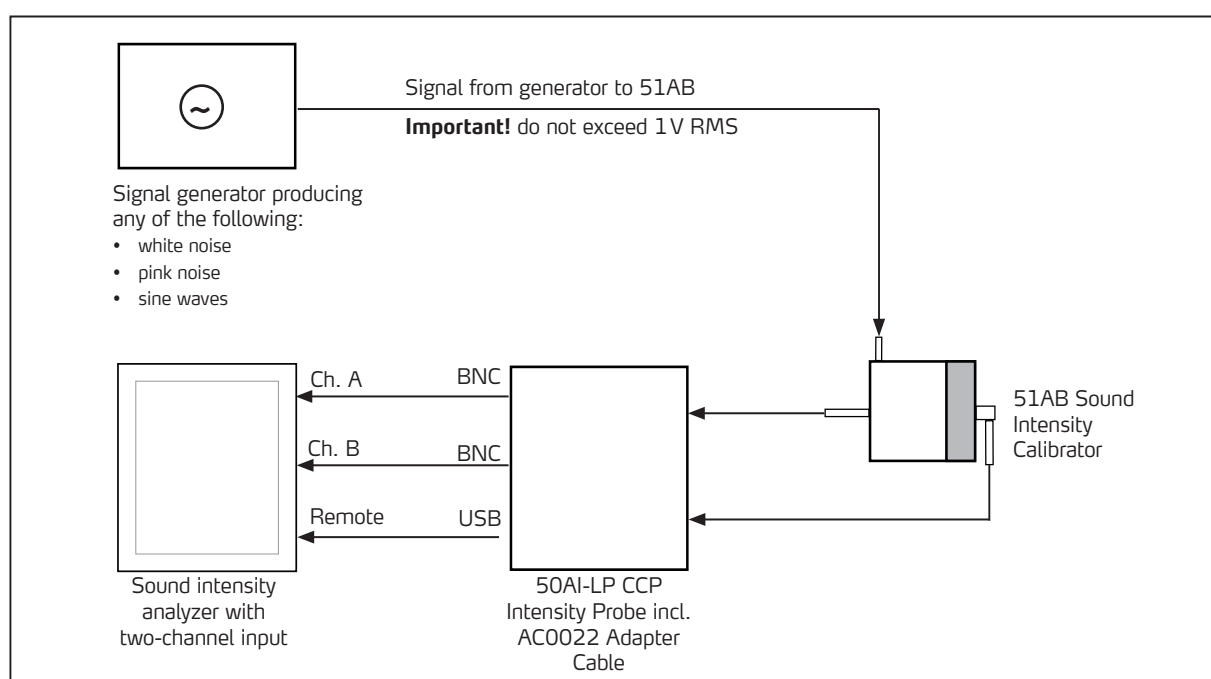 ~
Signal from generator to 51AB
Important! do not exceed 1V RMS
Signal generator producing
any of the following:
• white noise
• pink noise
• sine waves
Ch. A
BNC
Ch. B
BNC
Remote
USB
51AB Sound
Intensity
Calibrator
Sound intensity
analyzer with
two-channel input
50AI-LP CCP
Intensity Probe incl.
AC0022 Adapter
Cable